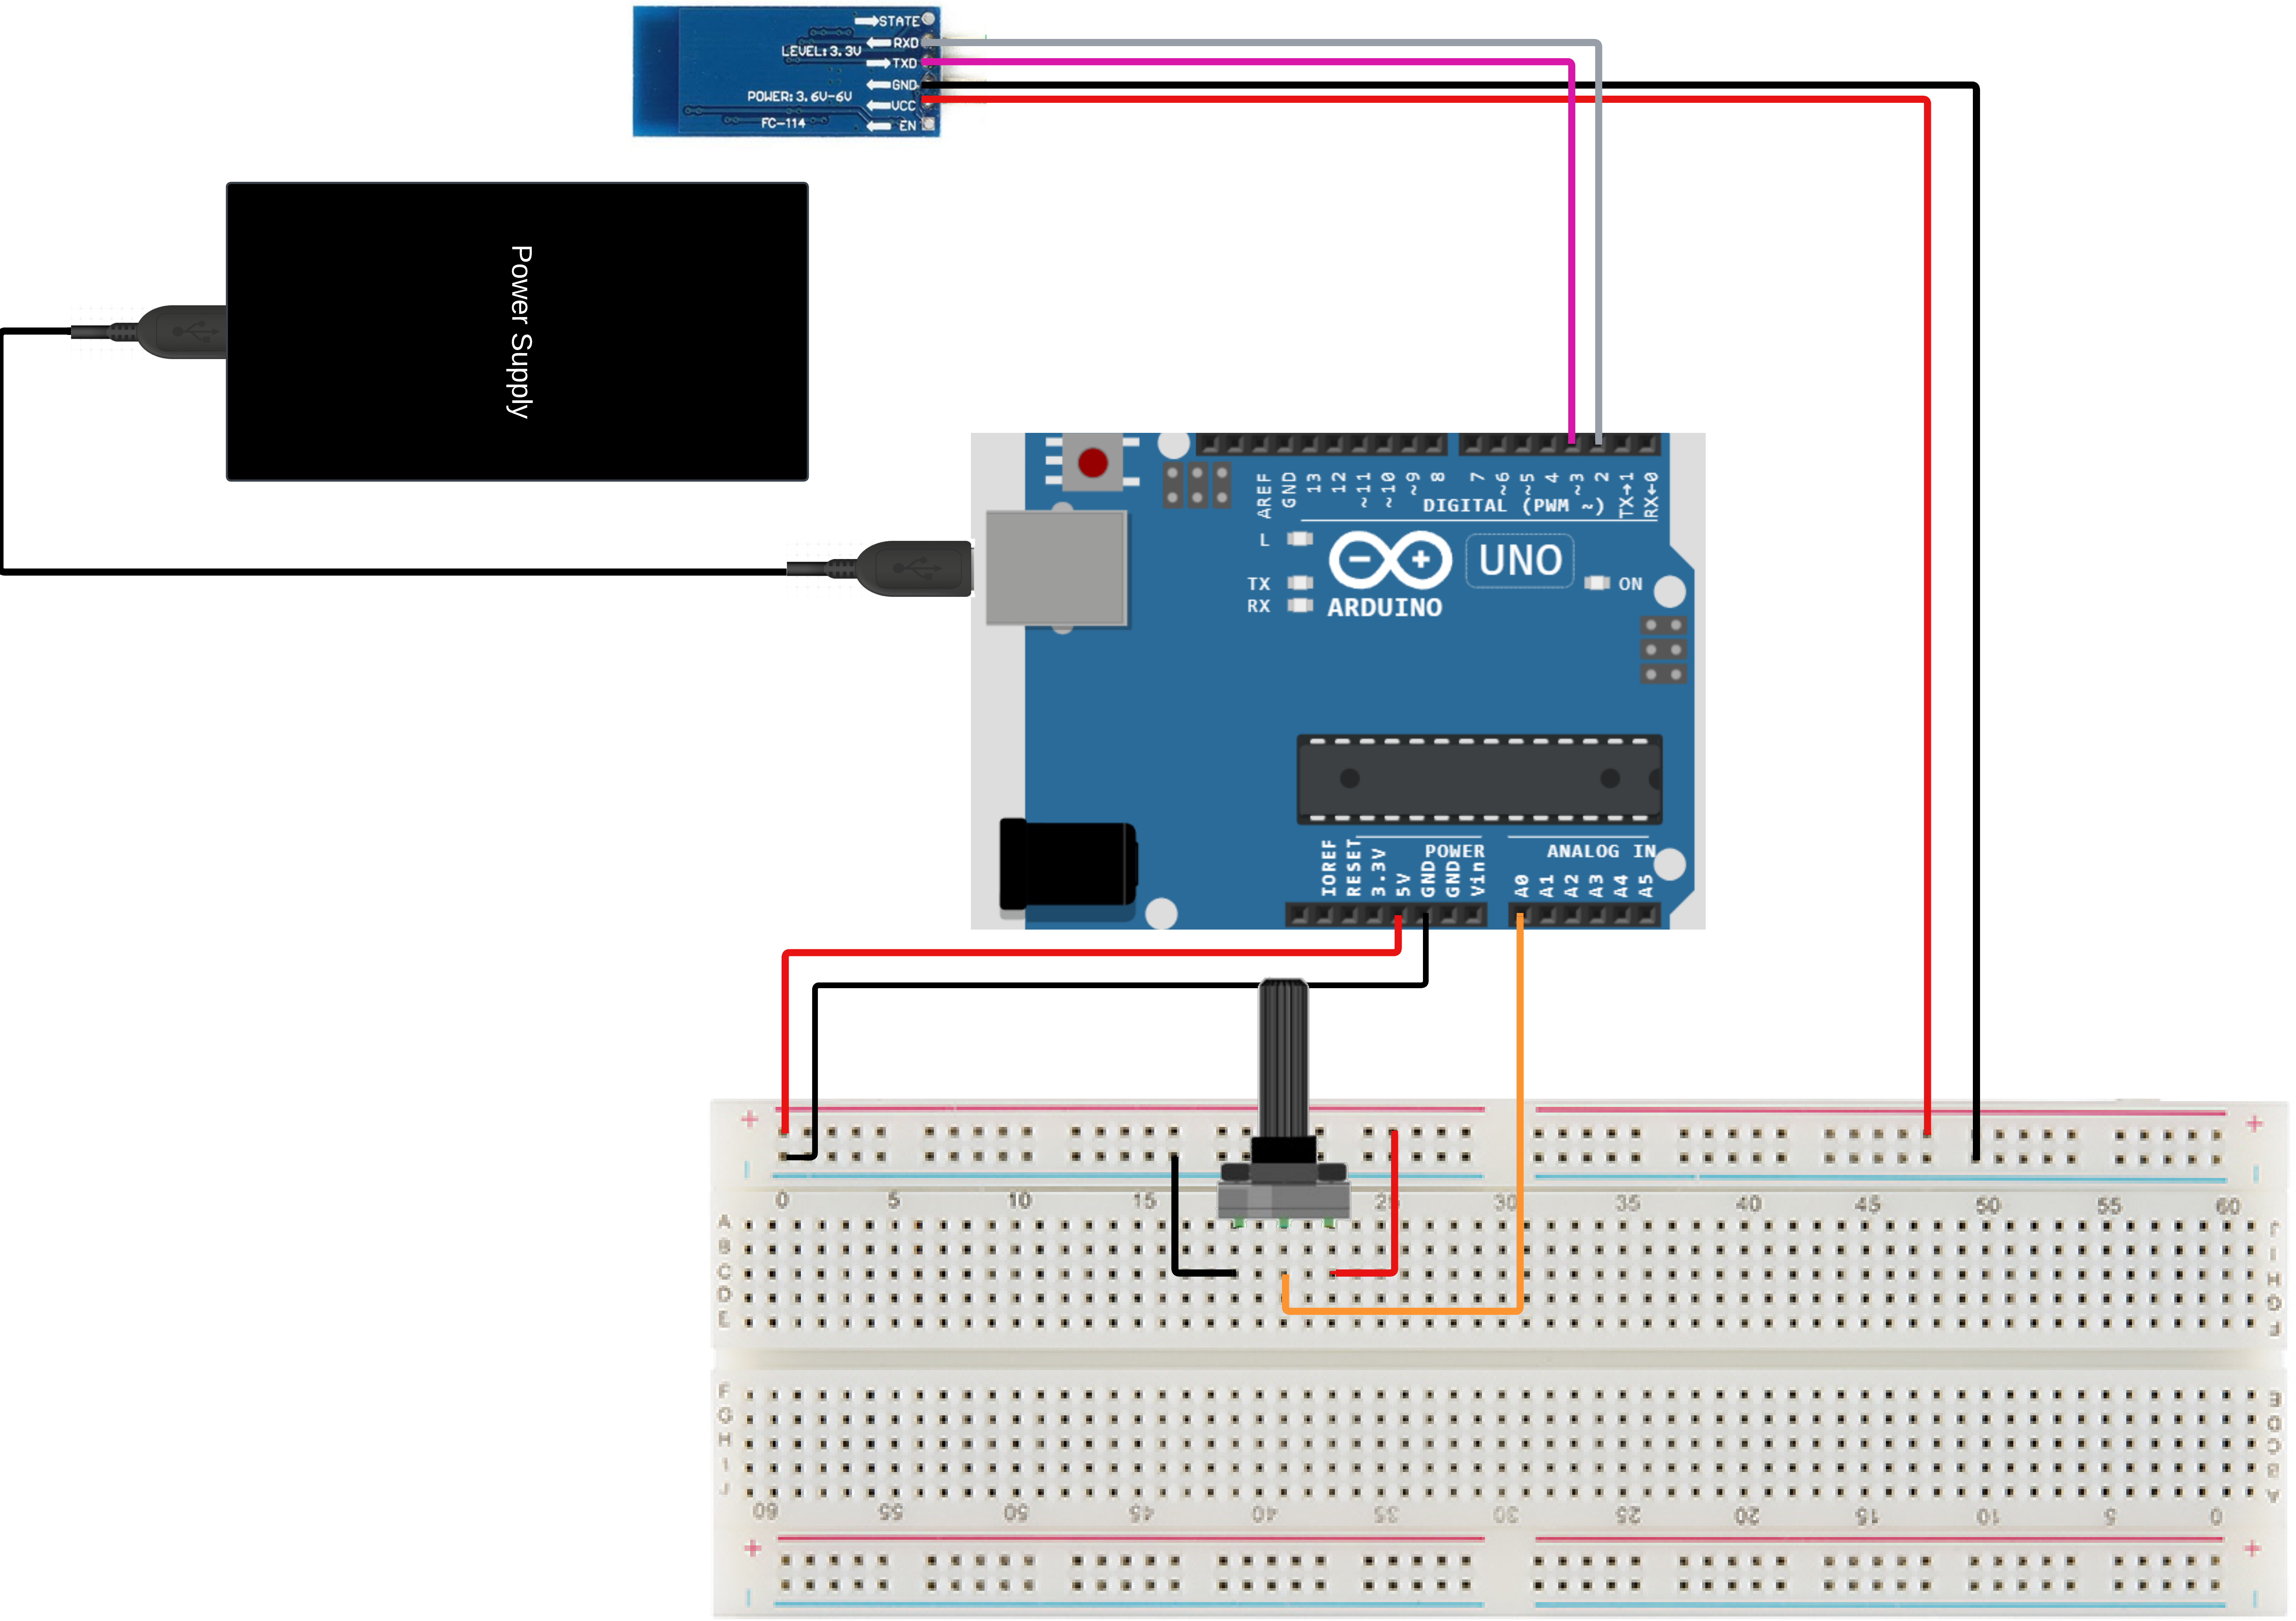 STATE
RXD
LEVEL:3.3V
TXD
GND
POWER:3.6V-6V
VCC
FC-114
EN
Power Supply
AREF
GND
13
12
~11
~10
~9
8
7
~6
~5
4
~3
2
TX→1
RX←0
DIGITAL (PWM ~)
L
TX
RX
UNO
ARDUINO
ON
POWER
ANALOG IN
IOREF
RESET
3.3V
5V
GND
GND
Vin
A0
A1
A2
A3
A4
A5
+ +
0 5 10 15 25 30 35 40 45 50 55 60
A J
B I
C H
D G
E F
F E
G D
H C
I B
J A
60 55 50 45 40 35 30 25 20 15 10 5 0
+ +